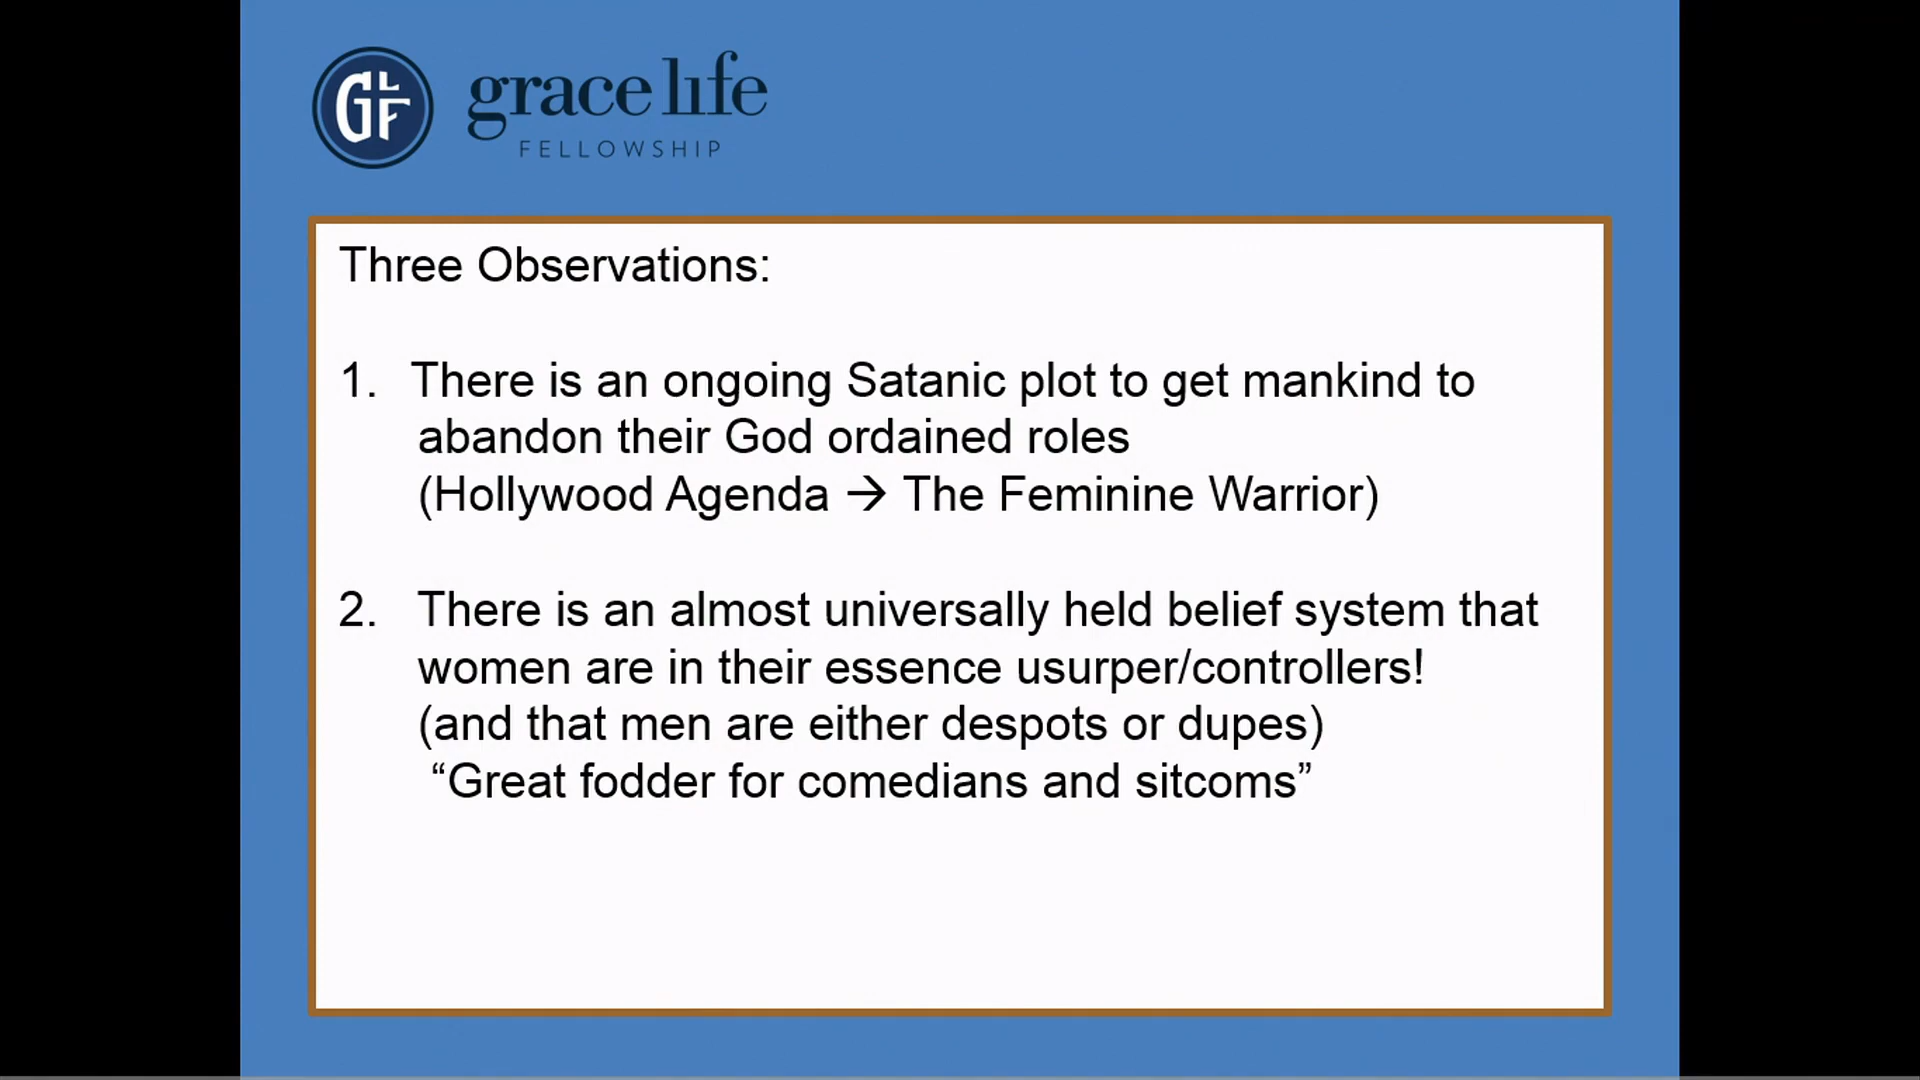 GLF
grace life
FELLOWSHIP
Three Observations:
1. There is an ongoing Satanic plot to get mankind to
abandon their God ordained roles
(Hollywood Agenda → The Feminine Warrior)
2. There is an almost universally held belief system that
women are in their essence usurper/controllers!
(and that men are either despots or dupes)
“Great fodder for comedians and sitcoms”